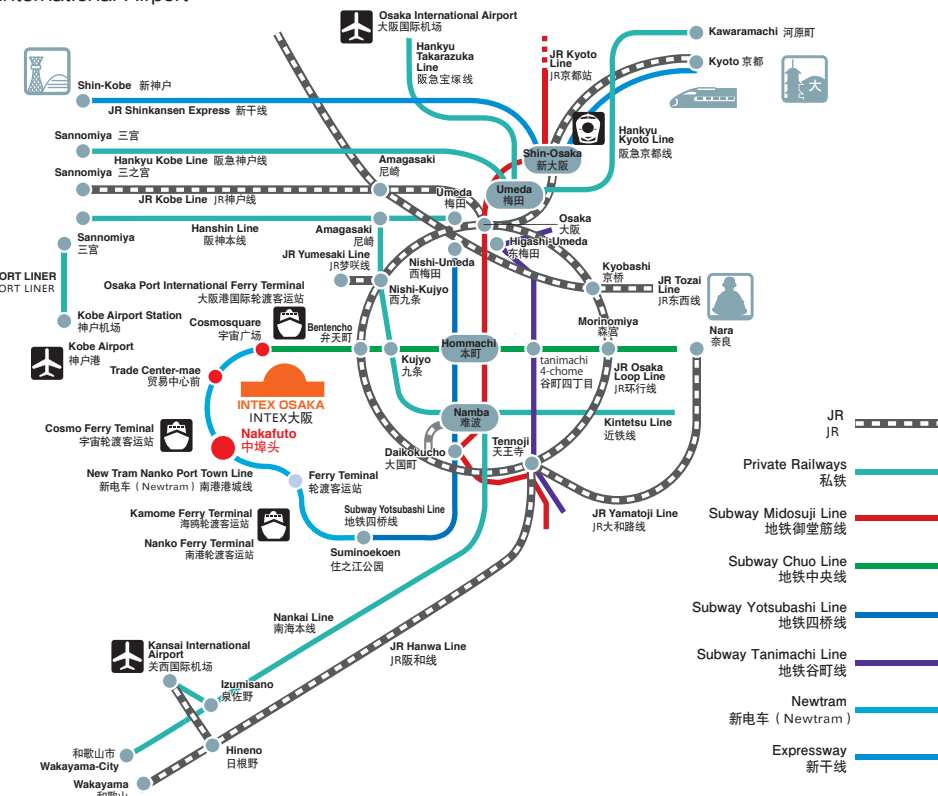 International Airport
Osaka International Airport
大阪国际机场
Kawaramachi 河原町
Kyoto 京都
大
Hankyu
Takarazuka
Line
阪急宝塚线
JR Kyoto
Line
JR京都站
Hankyu
Kyoto Line
阪急京都线
Shin-Kobe 新神户
JR Shinkansen Express 新干线
Sannomiya 三宫
Hankyu Kobe Line 阪急神户线
Sannomiya 三之宫
JR Kobe Line JR神户线
Amagasaki
尼崎
Shin-Osaka
新大阪
Umeda
梅田
Umeda
梅田
Hanshin Line
阪神本线
Amagasaki
尼崎
Osaka
大阪
Higashi-Umeda
东梅田
Nishi-Umeda
西梅田
Sannomiya
三宫
ORT LINER
ORT LINER
Kobe Airport Station
神户机场
Kobe Airport
神户港
JR Yumesaki Line
JR梦咲线
Nishi-Kujyo
西九条
Kyobashi
京桥
JR Tozai
Line
JR东西线
Osaka Port International Ferry Terminal
大阪港国际轮渡客运站
Cosmosquare
宇宙广场
Bentencho
弁天町
Kujyo
九条
Hommachi
本町
tanimachi
4-chome
谷町四丁目
Morinomiya
森宫
Nara
奈良
JR Osaka
Loop Line
JR环行线
Trade Center-mae
贸易中心前
INTEX OSAKA
INTEX大阪
Cosmo Ferry Teminal
宇宙轮渡客运站
Nakafuto
中埠头
Namba
难波
Kintetsu Line
近铁线
Daikokucho
大国町
Tennoji
天王寺
New Tram Nanko Port Town Line
新电车（Newtram）南港港城线
Ferry Teminal
轮渡客运站
Kamome Ferry Terminal
海鸥轮渡客运站
Nanko Ferry Terminal
南港轮渡客运站
Subway Yotsubashi Line
地铁四桥线
Suminoekoen
住之江公园
JR Yamatoji Line
JR大和路线
Nankai Line
南海本线
JR Hanwa Line
JR阪和线
Kansai International
Airport
关西国际机场
Izumisano
泉佐野
Hineno
日根野
和歌山市
Wakayama-City
Wakayama
和歌山
JR
JR
Private Railways
私铁
Subway Midosuji Line
地铁御堂筋线
Subway Chuo Line
地铁中央线
Subway Yotsubashi Line
地铁四桥线
Subway Tanimachi Line
地铁谷町线
Newtram
新电车（Newtram）
Expressway
新干线